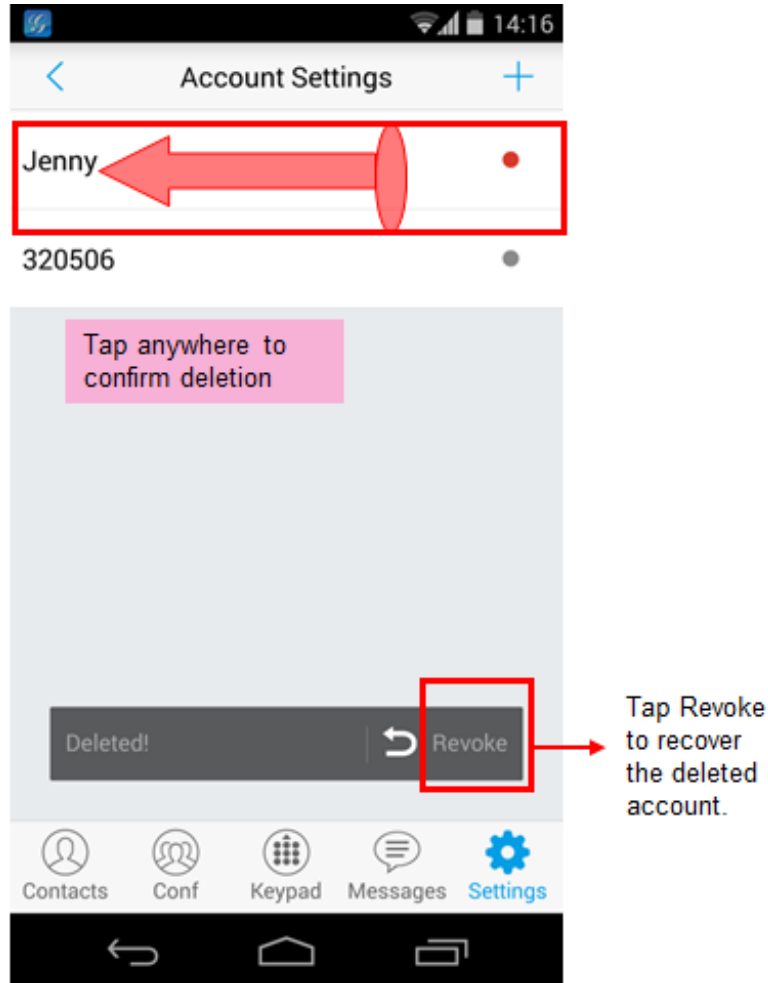 14:16
Account Settings
Jenny
320506
Tap anywhere to
confirm deletion
Deleted!
Revoke
Tap Revoke
to recover
the deleted
account.
Contacts
Conf
Keypad
Messages
Settings